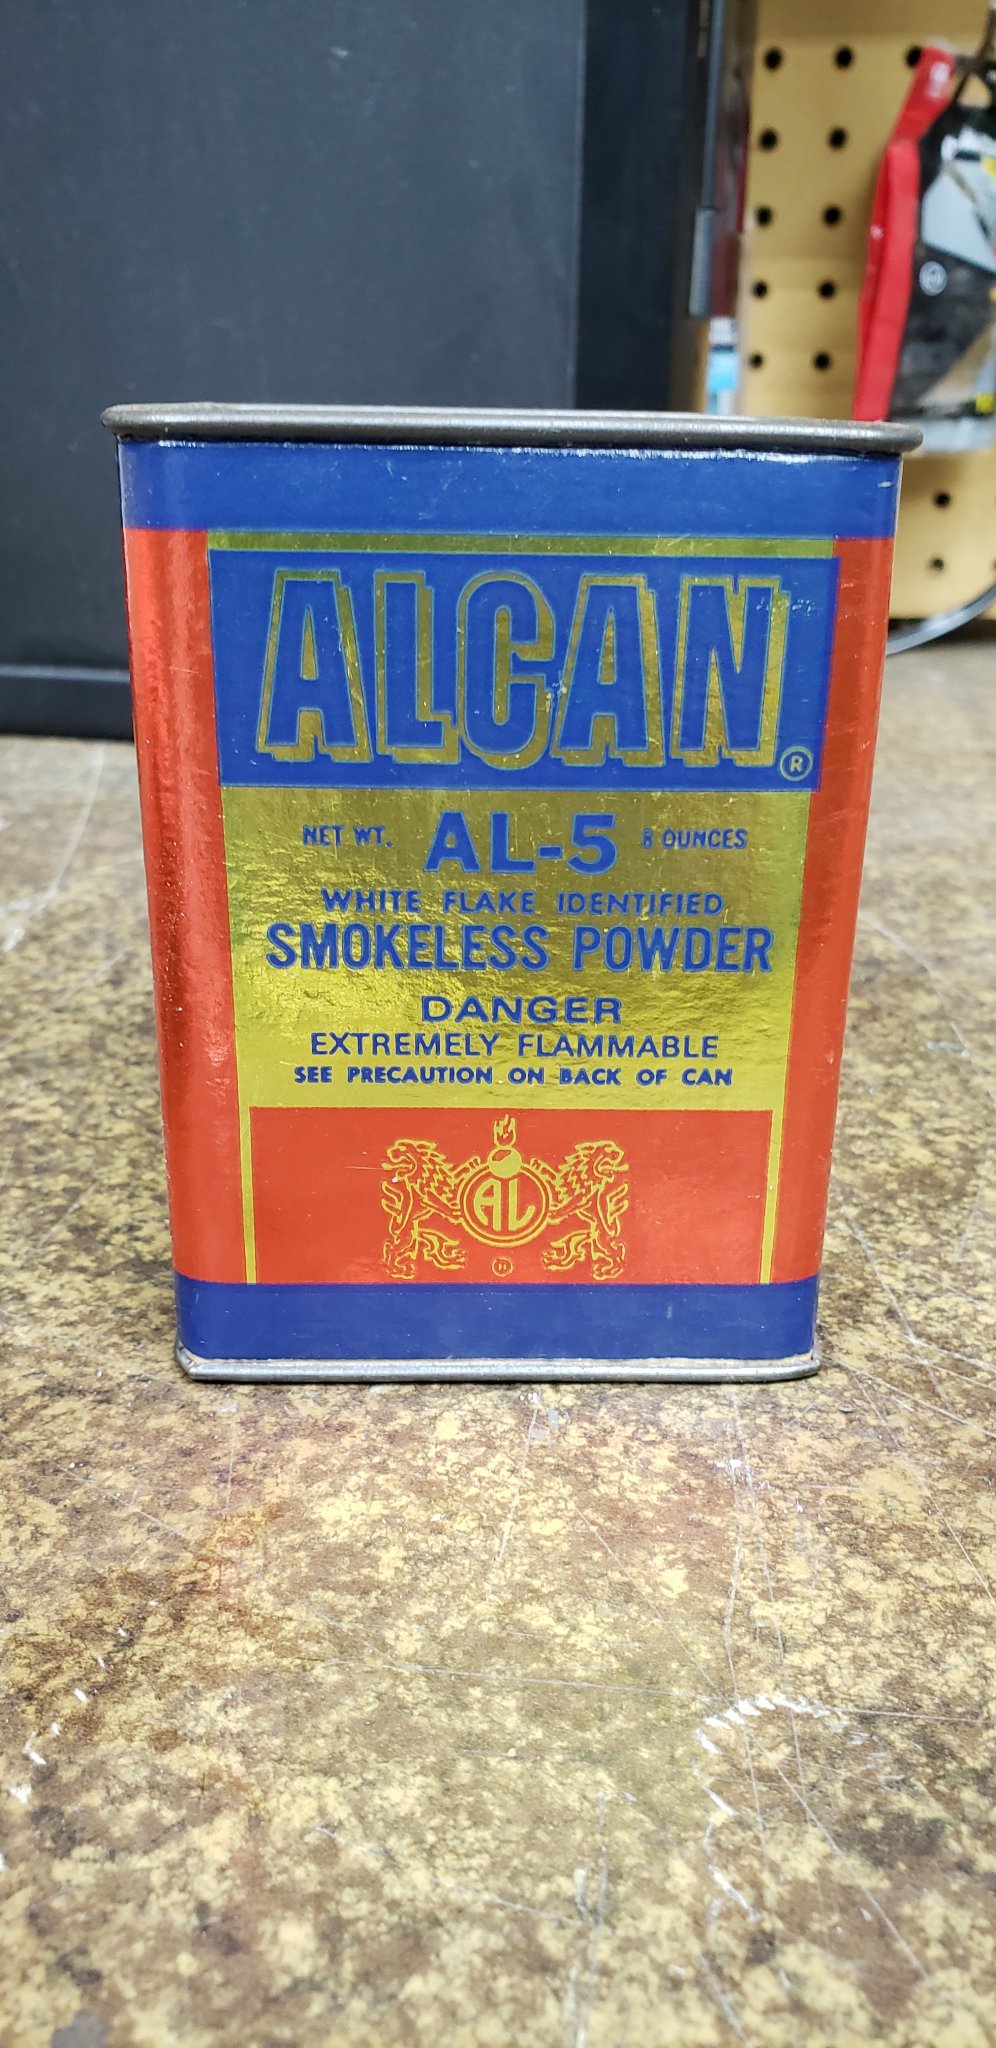 ALCAN ®
NET WT. AL-5 8 OUNCES
WHITE FLAKE IDENTIFIED
SMOKELESS POWDER
DANGER
EXTREMELY FLAMMABLE
SEE PRECAUTION ON BACK OF CAN
AL
®